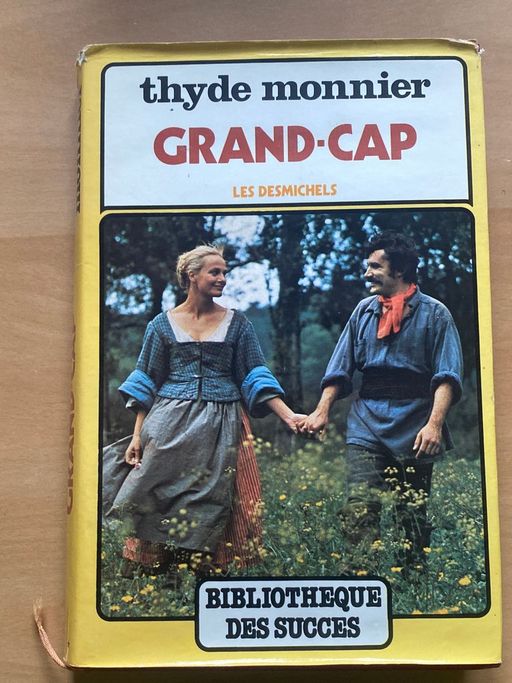 thyde monnier
GRAND-CAP
LES DESMICHELS
BIBLIOTHEQUE
DES SUCCES